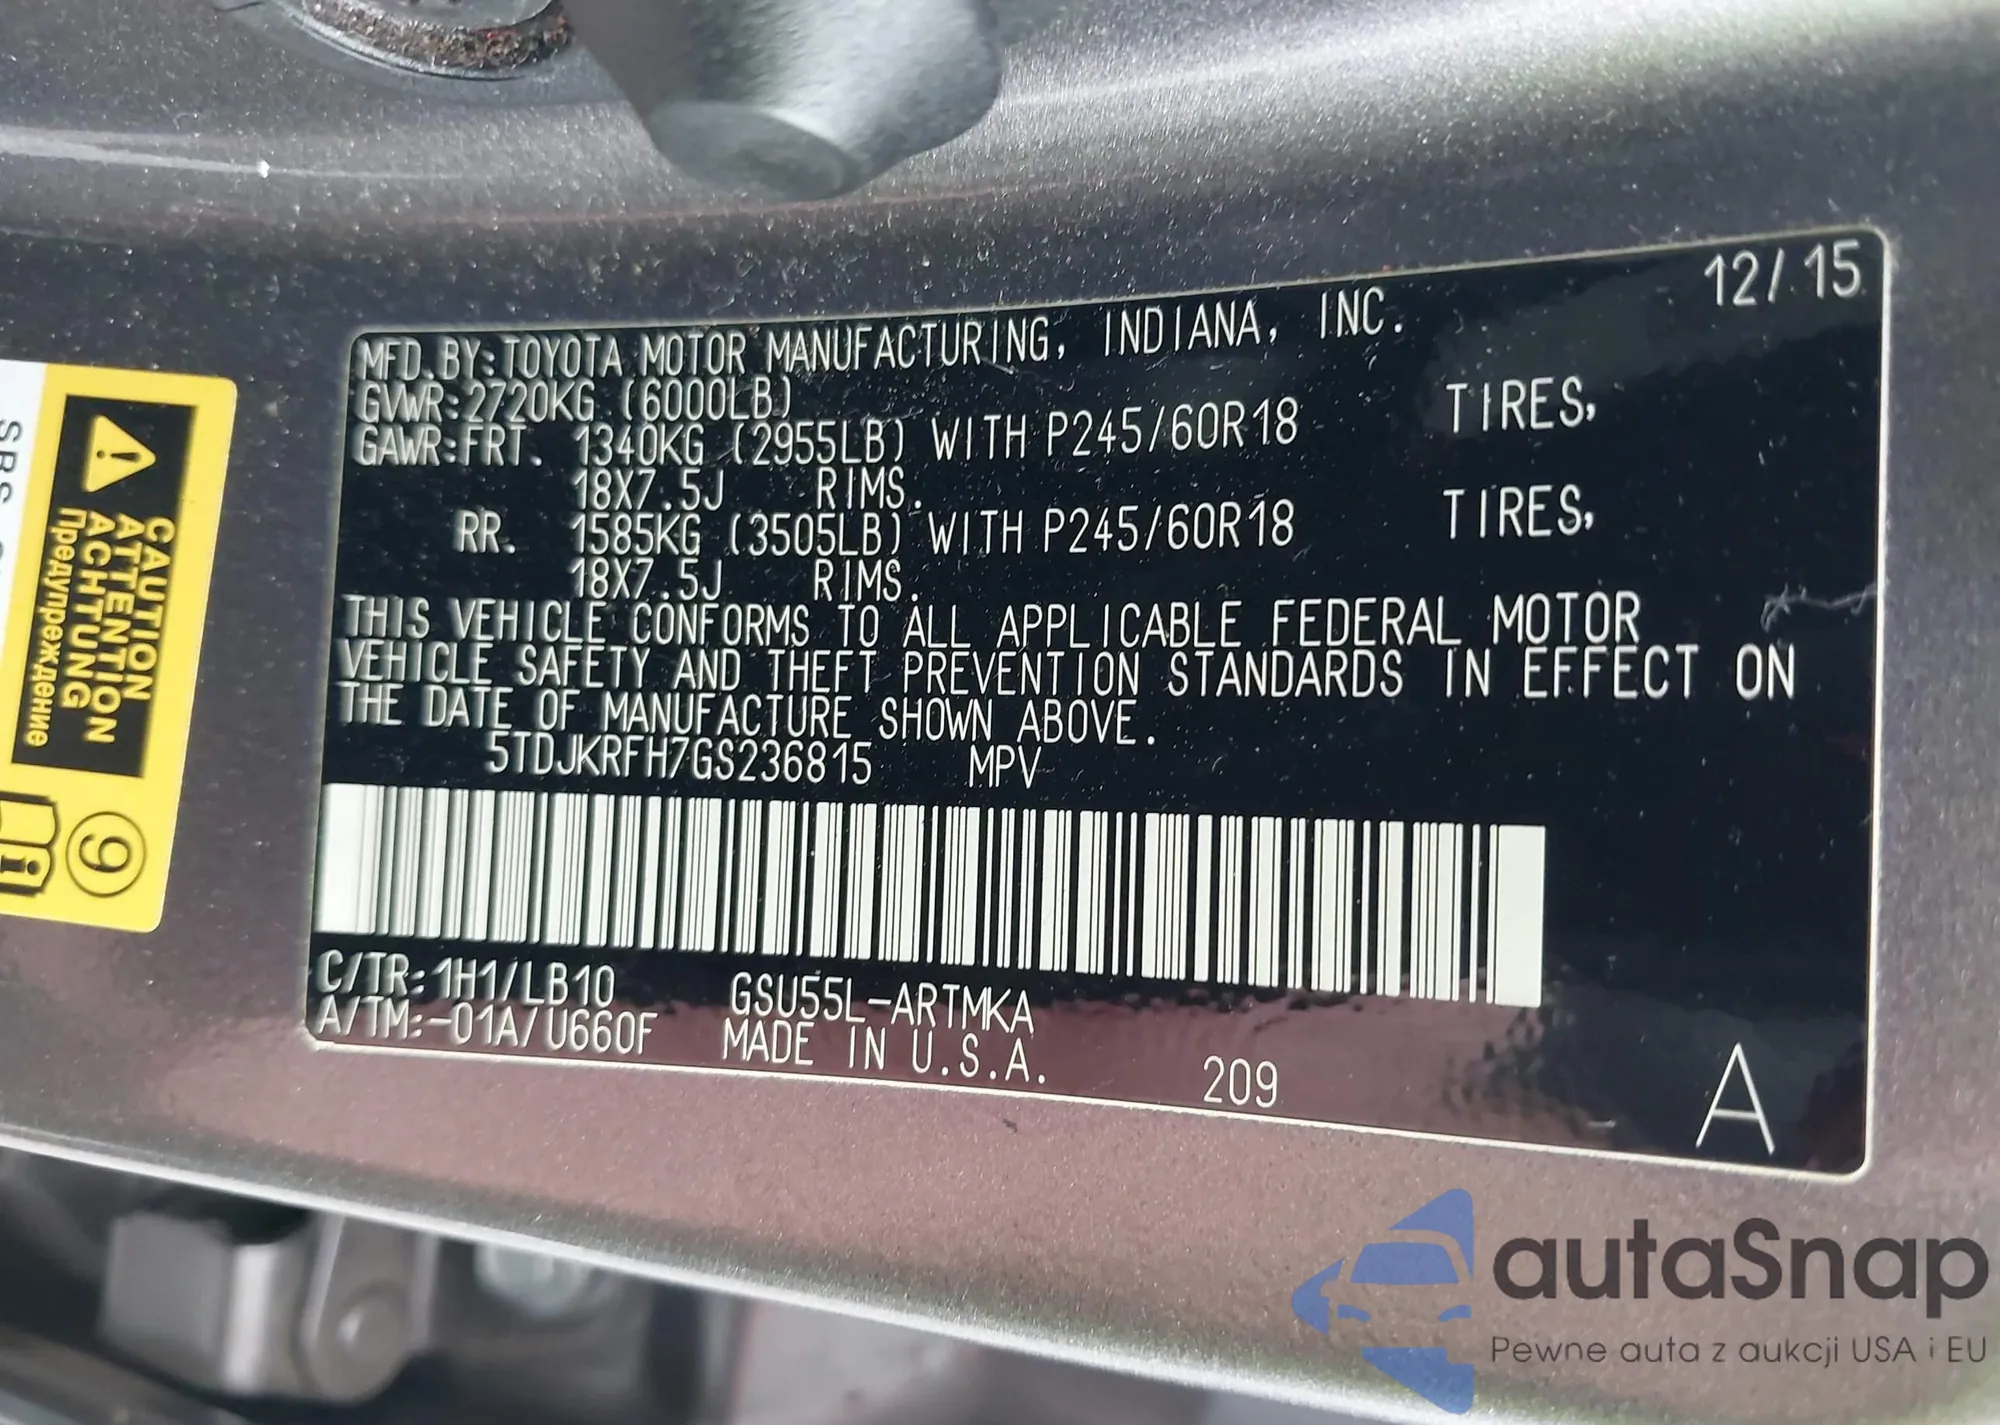 12/15
MFD.BY:TOYOTA MOTOR MANUFACTURING, INDIANA, INC.
GVWR:2720KG (6000LB)
GAWR:FRT. 1340KG (2955LB) WITH P245/60R18 TIRES,
18X7.5J RIMS.
RR. 1585KG (3505LB) WITH P245/60R18 TIRES,
18X7.5J RIMS.
THIS VEHICLE CONFORMS TO ALL APPLICABLE FEDERAL MOTOR
VEHICLE SAFETY AND THEFT PREVENTION STANDARDS IN EFFECT ON
THE DATE OF MANUFACTURE SHOWN ABOVE.
5TDJKRFH7GS236815 MPV
C/TR:1H1/LB10 GSU55L-ARTMKA
A/TM:-01A/U660F MADE IN U.S.A. 209
A
SRS
CAUTION
ATTENTION
ACHTUNG
Предупреждение
9
autaSnap
Pewne auta z aukcji USA i EU